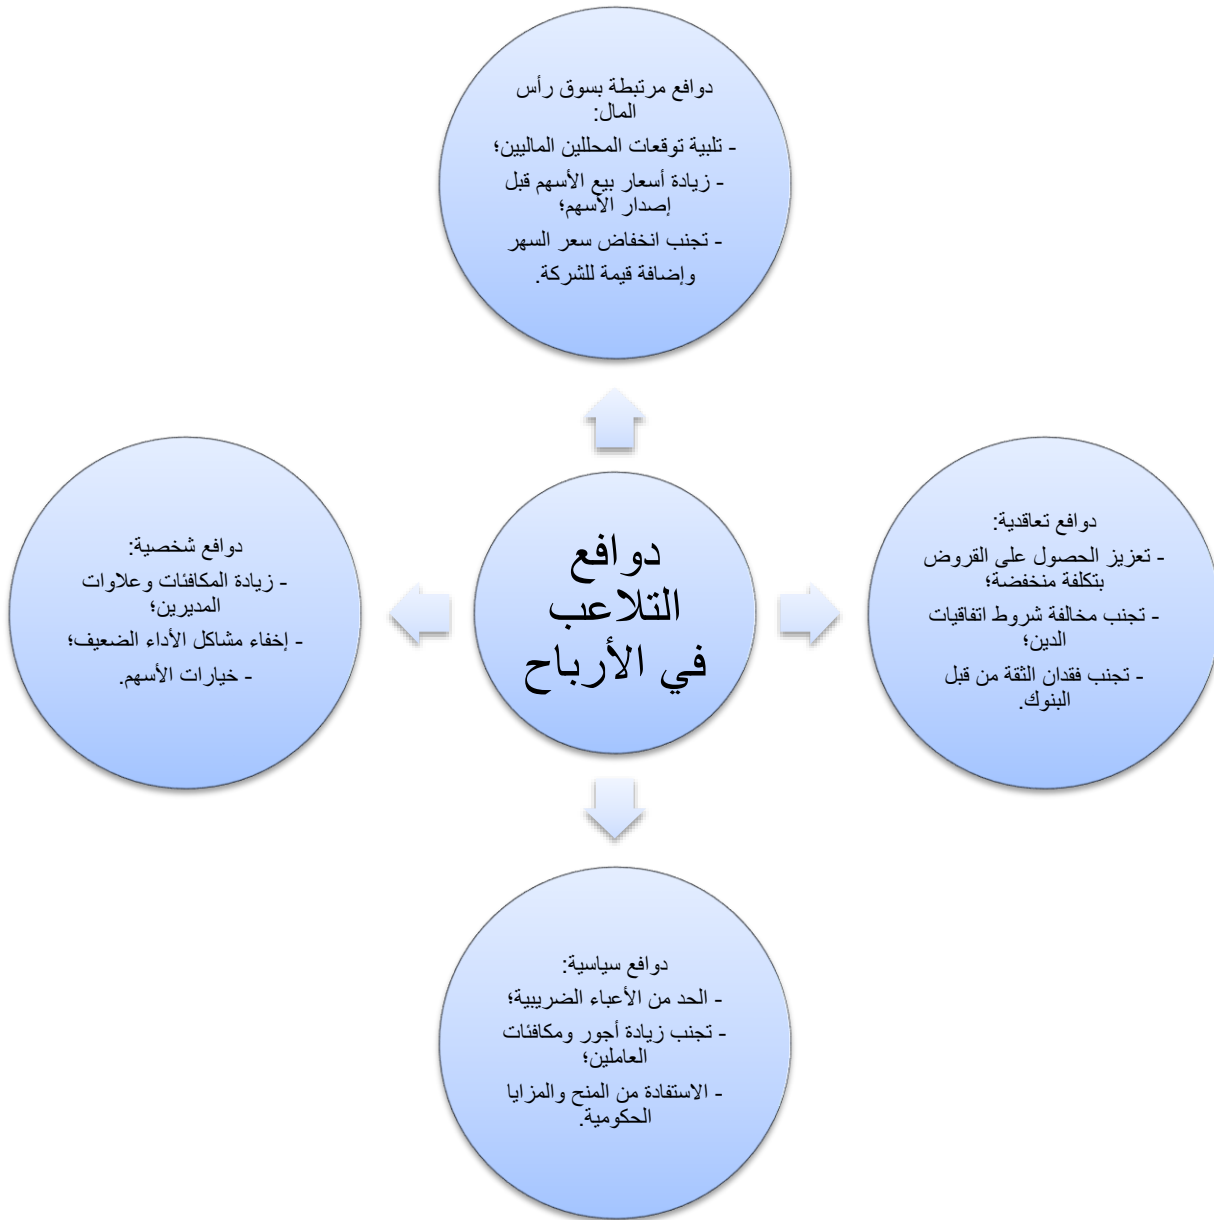 دوافع مرتبطة بسوق رأس
المال:
- تلبية توقعات المحللين الماليين؛
- زيادة أسعار بيع الأسهم قبل
إصدار الأسهم؛
- تجنب انخفاض سعر السهر
وإضافة قيمة للشركة.
دوافع
التلاعب
في الأرباح
دوافع تعاقدية:
- تعزيز الحصول على القروض
بتكلفة منخفضة؛
- تجنب مخالفة شروط اتفاقيات
الدين؛
- تجنب فقدان الثقة من قبل
البنوك.
دوافع شخصية:
- زيادة المكافئات وعلاوات
المديرين؛
- إخفاء مشاكل الأداء الضعيف؛
- خيارات الأسهم.
دوافع سياسية:
- الحد من الأعباء الضريبية؛
- تجنب زيادة أجور ومكافئات
العاملين؛
- الاستفادة من المنح والمزايا
الحكومية.